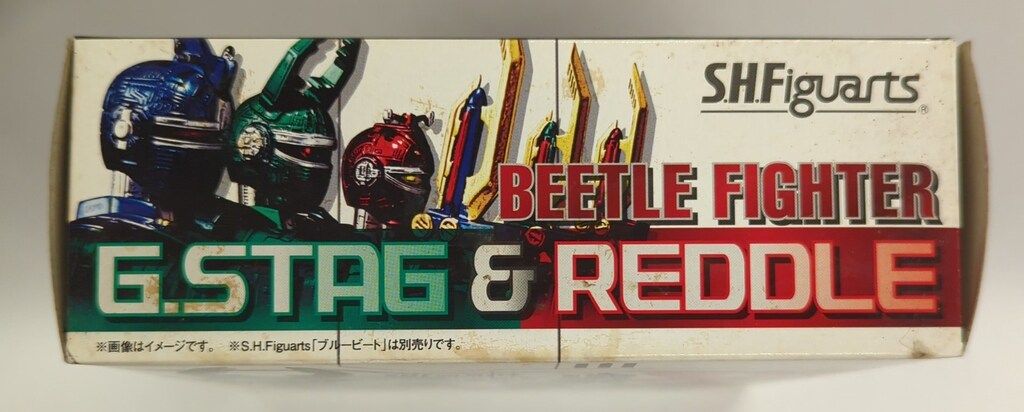 S.H.Figuarts®
BEETLE FIGHTER
G.STAG & REDDLE
※画像はイメージです。 ※S.H.Figuarts「ブルービート」は別売りです。